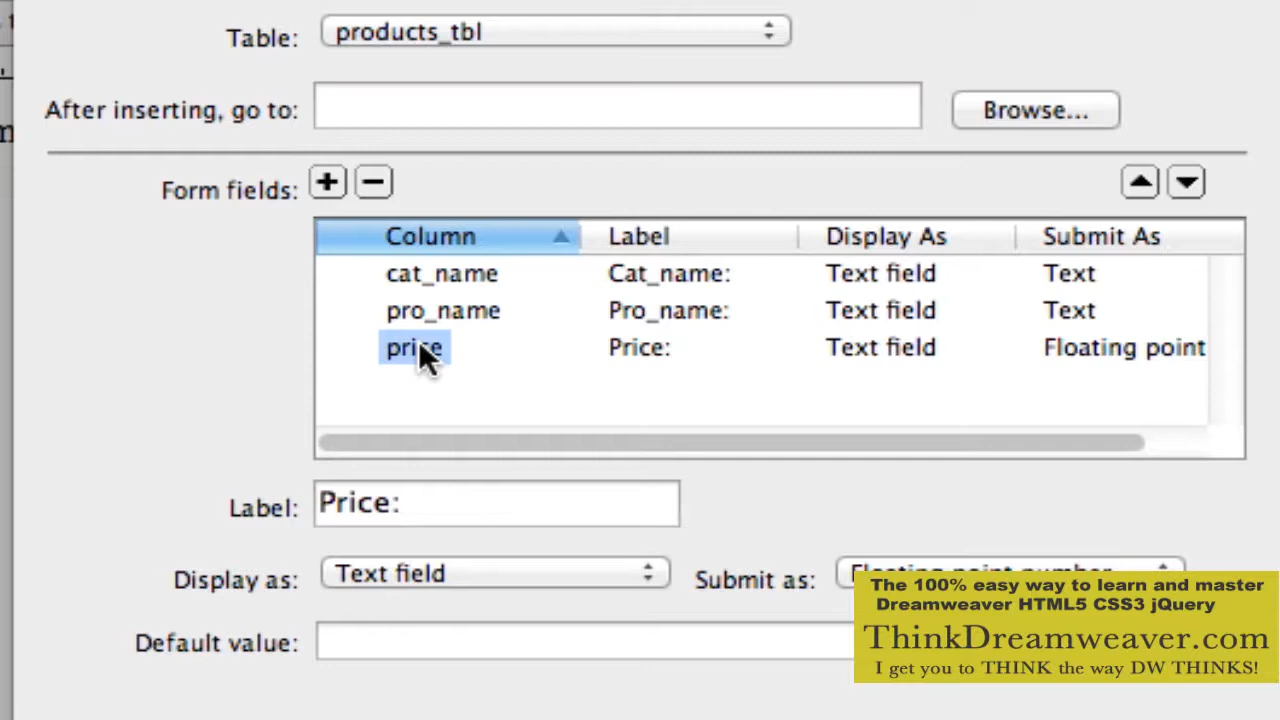 Table: products_tbl
After inserting, go to: Browse...
Form fields: + −
Column Label Display As Submit As
cat_name Cat_name: Text field Text
pro_name Pro_name: Text field Text
price Price: Text field Floating point
Label: Price:
Display as: Text field Submit as: Floating point number
Default value:
The 100% easy way to learn and master
Dreamweaver HTML5 CSS3 jQuery
ThinkDreamweaver.com
I get you to THINK the way DW THINKS!